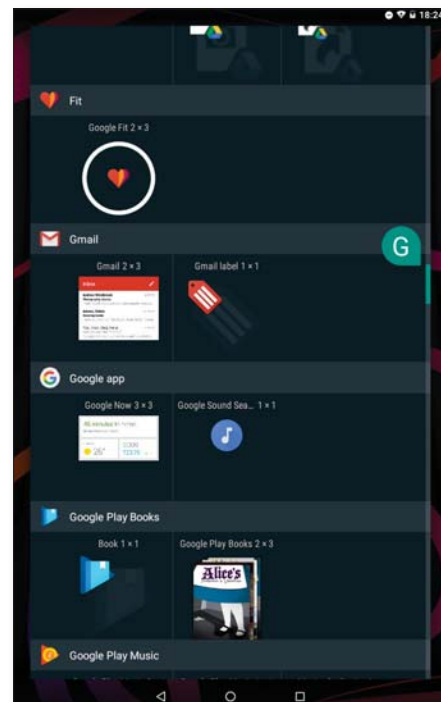 18:24
Fit
Google Fit 2 × 3
Gmail
G
Gmail 2 × 3
Gmail label 1 × 1
Google app
Google Now 3 × 3
Google Sound Sea... 1 × 1
26°
Google Play Books
Book 1 × 1
Google Play Books 2 × 3
Alice's
Google Play Music